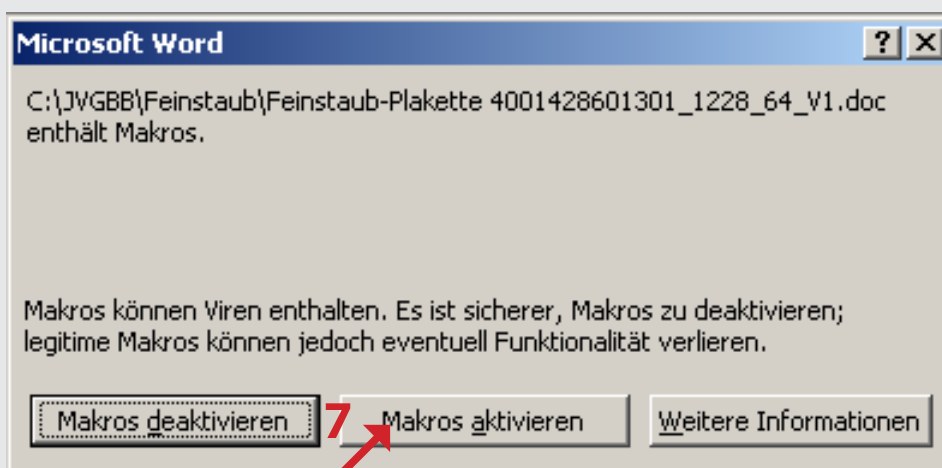 Microsoft Word
C:\JVGBB\Feinstaub\Feinstaub-Plakette 4001428601301_1228_64_V1.doc
enthält Makros.
Makros können Viren enthalten. Es ist sicherer, Makros zu deaktivieren;
legitime Makros können jedoch eventuell Funktionalität verlieren.
Makros deaktivieren 7 Makros aktivieren Weitere Informationen